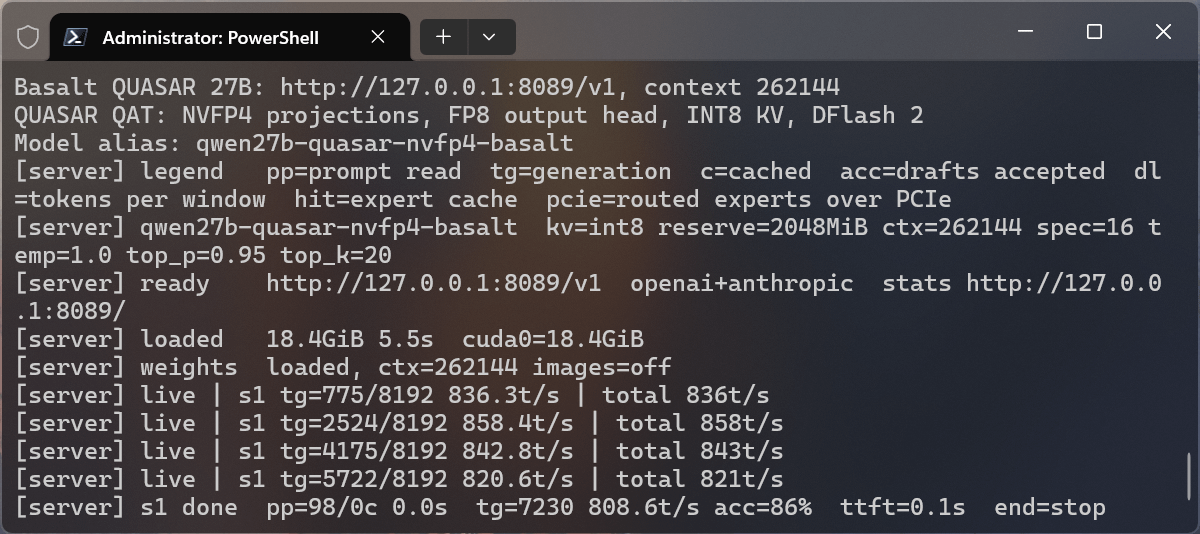 Administrator: PowerShell
Basalt QUASAR 27B: http://127.0.0.1:8089/v1, context 262144
QUASAR QAT: NVFP4 projections, FP8 output head, INT8 KV, DFlash 2
Model alias: qwen27b-quasar-nvfp4-basalt
[server] legend   pp=prompt read  tg=generation  c=cached  acc=drafts accepted  dl
=tokens per window  hit=expert cache  pcie=routed experts over PCIe
[server] qwen27b-quasar-nvfp4-basalt  kv=int8 reserve=2048MiB ctx=262144 spec=16 t
emp=1.0 top_p=0.95 top_k=20
[server] ready    http://127.0.0.1:8089/v1  openai+anthropic  stats http://127.0.0
.1:8089/
[server] loaded   18.4GiB 5.5s  cuda0=18.4GiB
[server] weights  loaded, ctx=262144 images=off
[server] live | s1 tg=775/8192 836.3t/s | total 836t/s
[server] live | s1 tg=2524/8192 858.4t/s | total 858t/s
[server] live | s1 tg=4175/8192 842.8t/s | total 843t/s
[server] live | s1 tg=5722/8192 820.6t/s | total 821t/s
[server] s1 done  pp=98/0c 0.0s  tg=7230 808.6t/s acc=86%  ttft=0.1s  end=stop